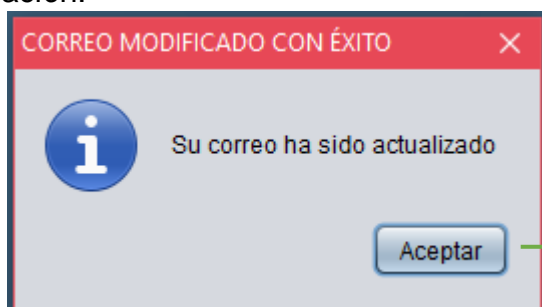 CORREO MODIFICADO CON ÉXITO
Su correo ha sido actualizado
Aceptar